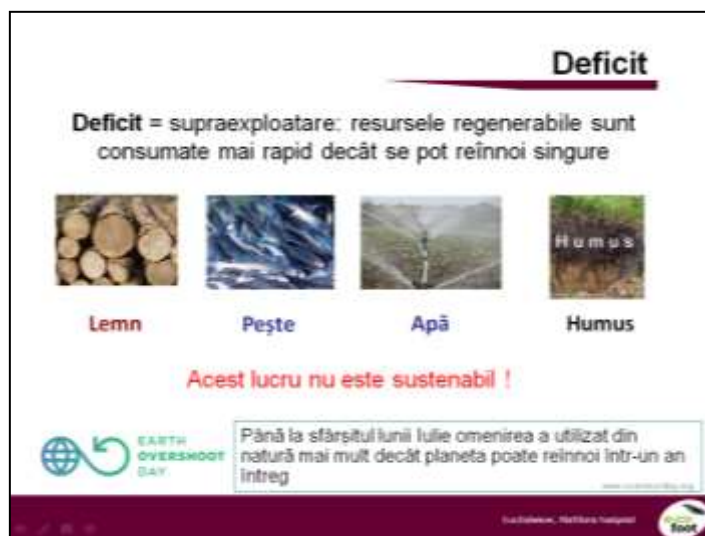 Deficit
Deficit = supraexploatare: resursele regenerabile sunt
consumate mai rapid decât se pot reînnoi singure
Humus
Lemn
Pește
Apă
Humus
Acest lucru nu este sustenabil !
EARTH
OVERSHOOT
DAY
Până la sfârșitul lunii Iulie omenirea a utilizat din
natură mai mult decât planeta poate reînnoi într-un an
întreg
foot